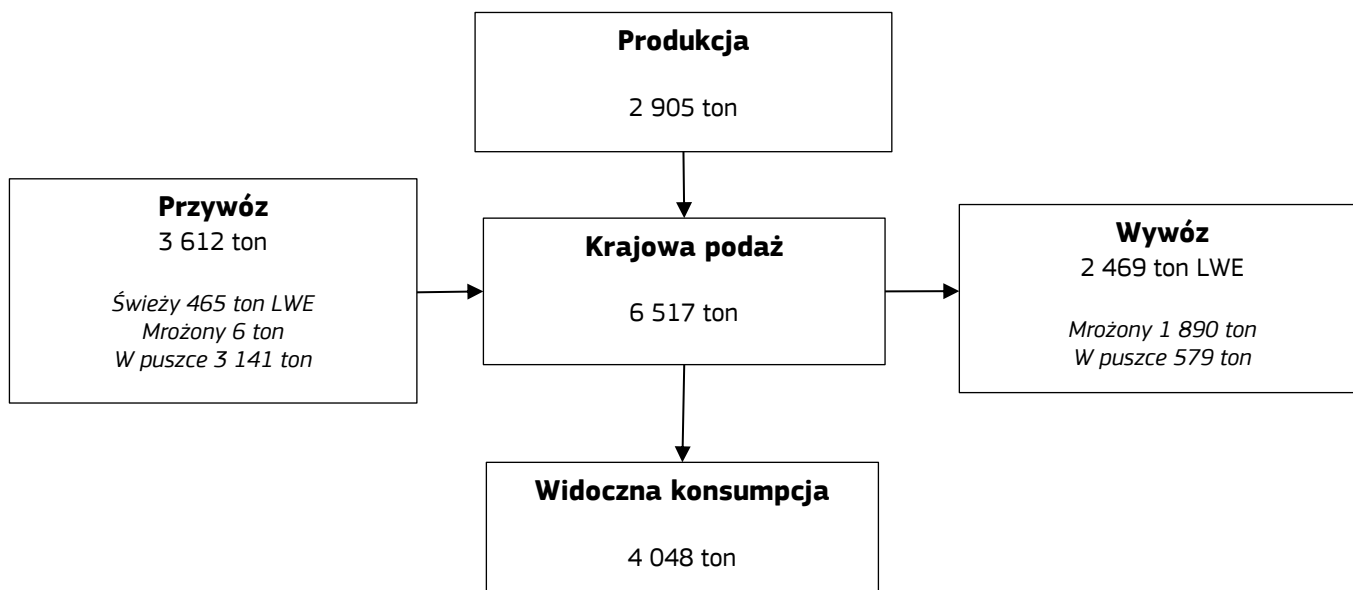 Produkcja
2 905 ton
Przywóz
3 612 ton
Świeży 465 ton LWE
Mrożony 6 ton
W puszce 3 141 ton
Krajowa podaż
6 517 ton
Wywóz
2 469 ton LWE
Mrożony 1 890 ton
W puszce 579 ton
Widoczna konsumpcja
4 048 ton